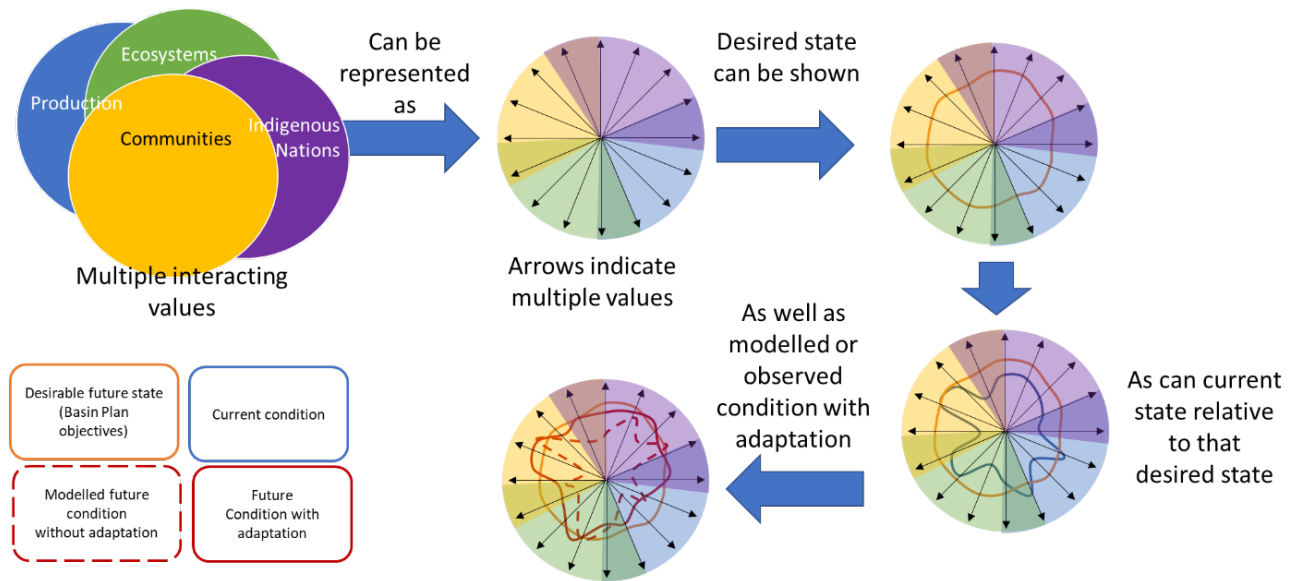 Ecosystems
Production
Communities
Indigenous
Nations
Multiple interacting
values
Can be
represented
as
Arrows indicate
multiple values
Desired state
can be shown
As can current
state relative
to that
desired state
As well as
modelled or
observed
condition with
adaptation
Desirable future state
(Basin Plan
objectives)
Current condition
Modelled future
condition
without adaptation
Future
Condition with
adaptation